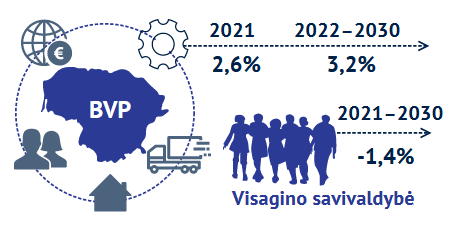 2021 2022–2030
2,6% 3,2%
€
BVP
2021–2030
-1,4%
Visagino savivaldybė